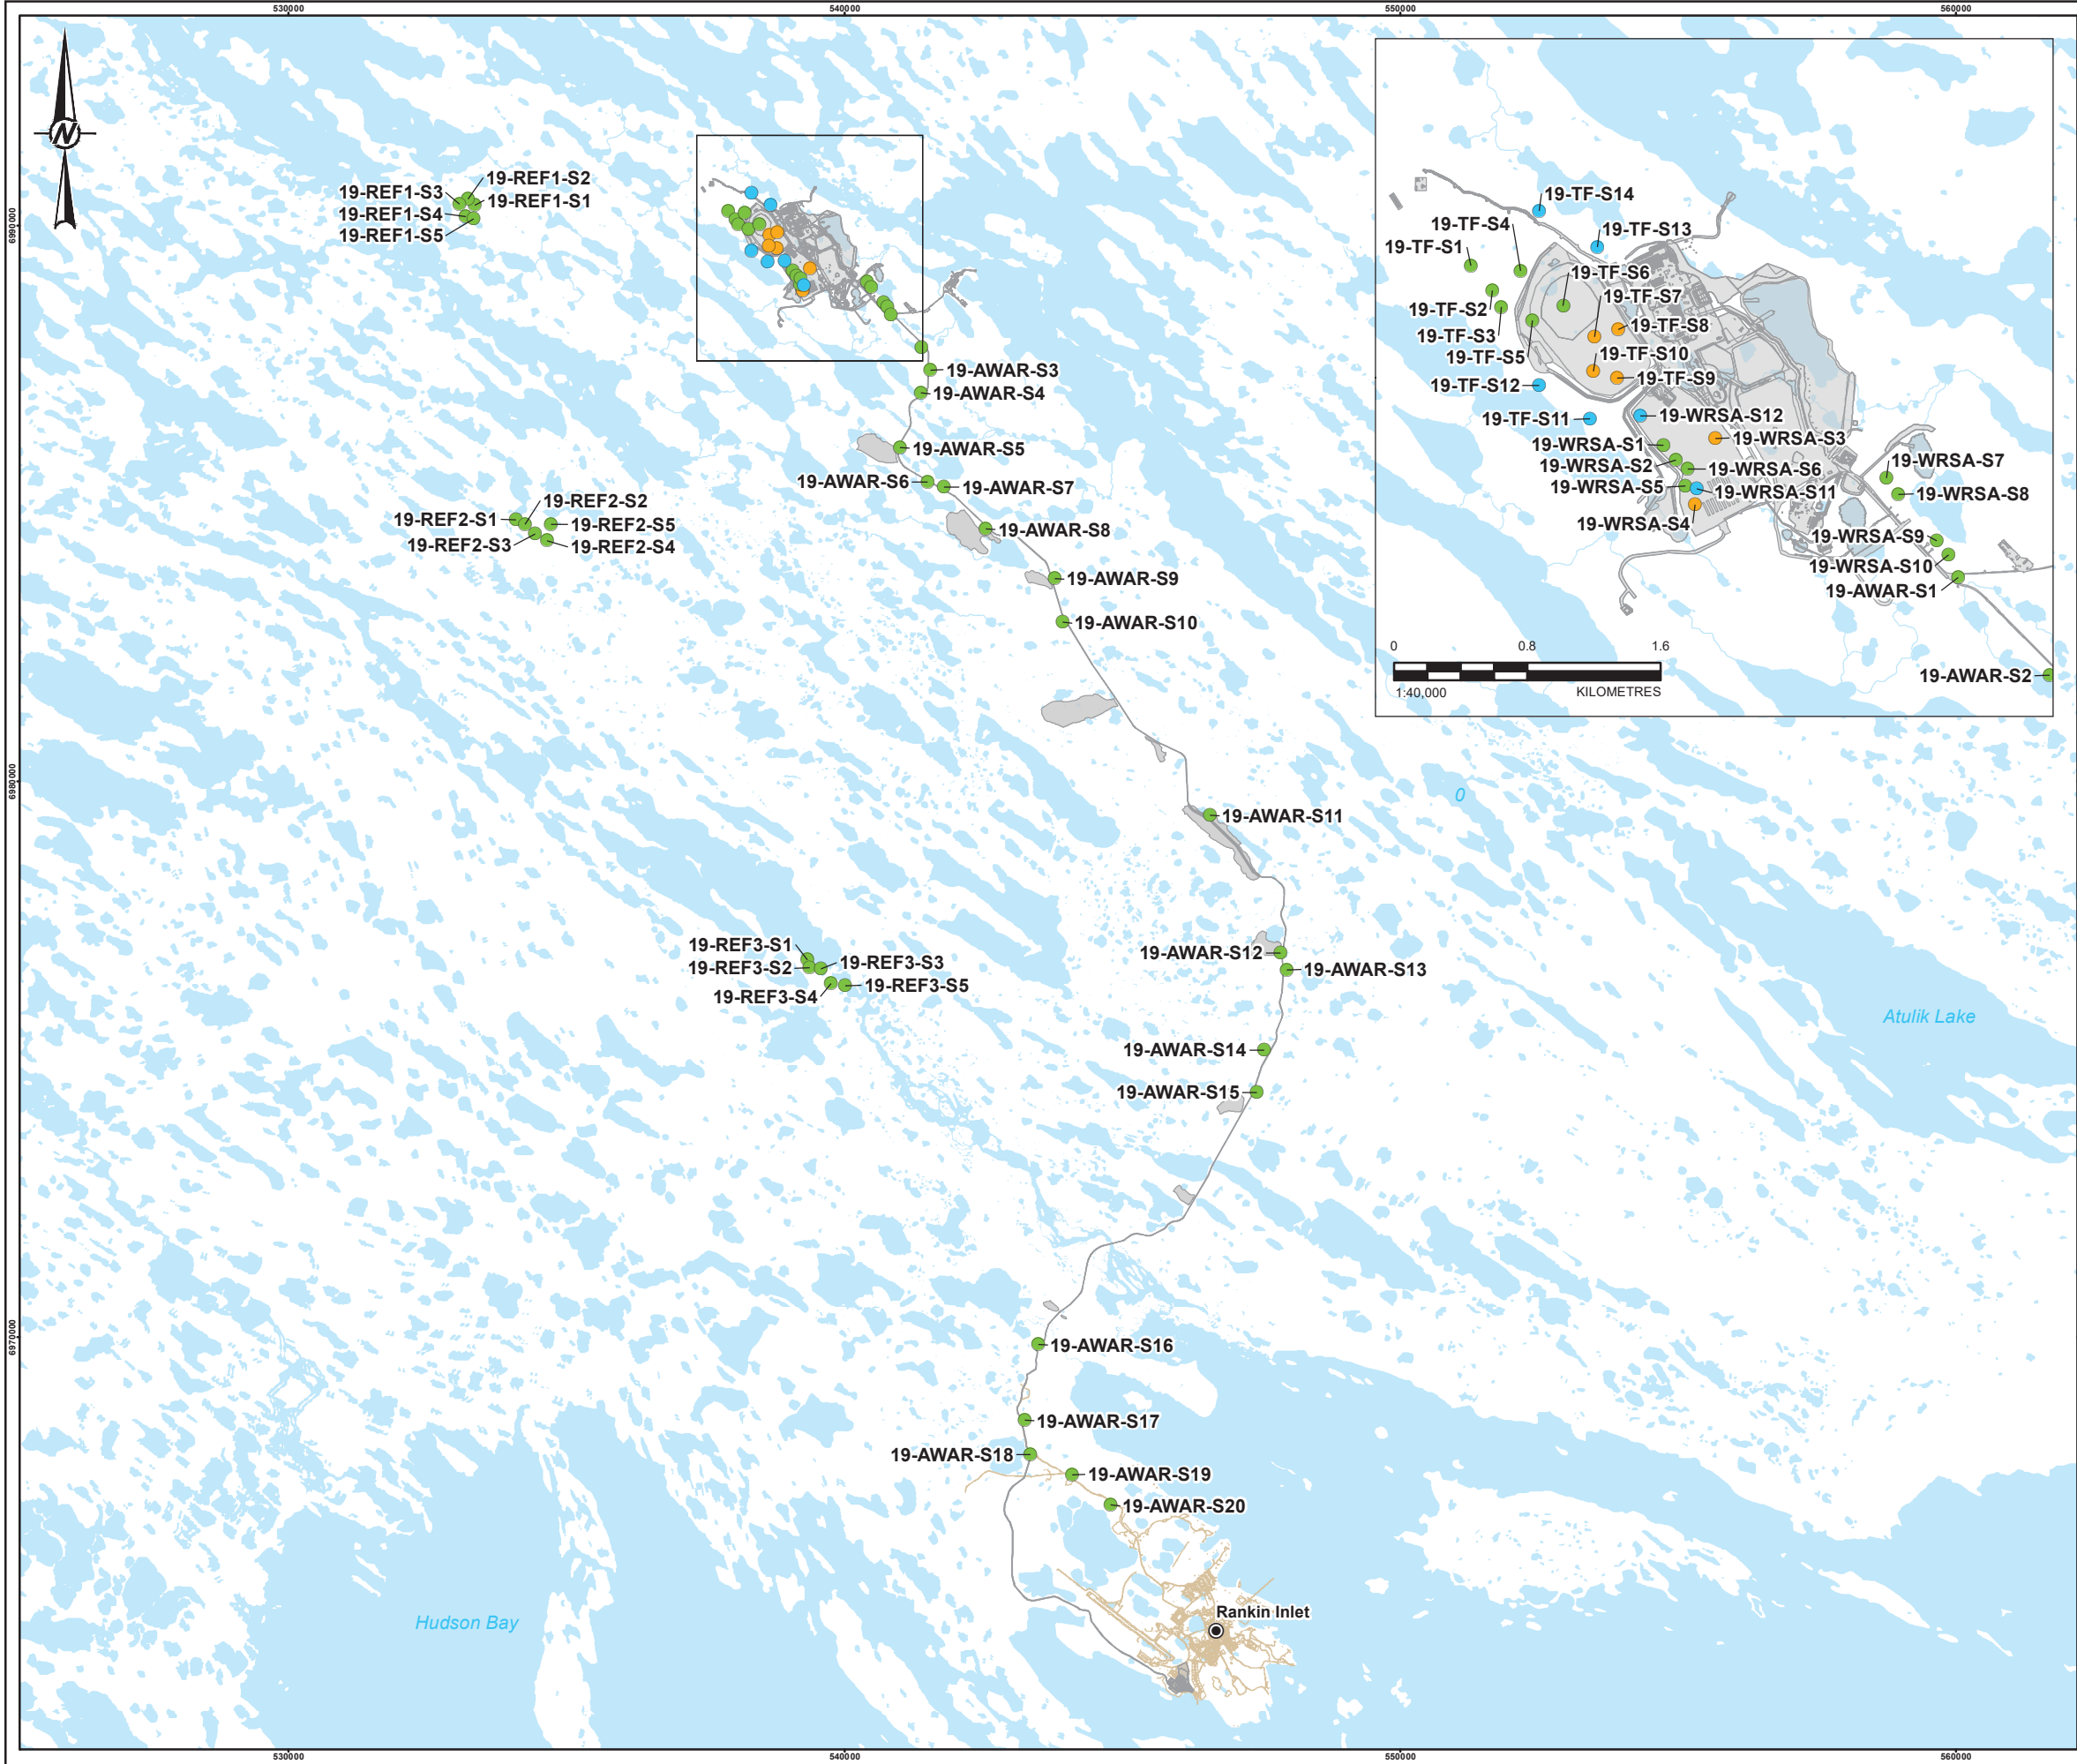 530000
540000
550000
560000
N
6990000
6980000
6970000
19-REF1-S2
19-REF1-S3
19-REF1-S1
19-REF1-S4
19-REF1-S5
19-AWAR-S3
19-AWAR-S4
19-AWAR-S5
19-AWAR-S6
19-AWAR-S7
19-AWAR-S8
19-REF2-S2
19-REF2-S1
19-REF2-S5
19-REF2-S3
19-REF2-S4
19-AWAR-S9
19-AWAR-S10
19-TF-S14
19-TF-S4
19-TF-S13
19-TF-S1
19-TF-S6
19-TF-S7
19-TF-S2
19-TF-S8
19-TF-S3
19-TF-S5
19-TF-S10
19-TF-S9
19-TF-S12
19-TF-S11
19-WRSA-S12
19-WRSA-S3
19-WRSA-S1
19-WRSA-S7
19-WRSA-S2
19-WRSA-S6
19-WRSA-S5
19-WRSA-S11
19-WRSA-S8
19-WRSA-S4
19-WRSA-S9
19-WRSA-S10
19-AWAR-S1
0
0.8
1.6
1:40,000
KILOMETRES
19-AWAR-S2
0
19-AWAR-S11
19-REF3-S1
19-REF3-S3
19-REF3-S2
19-REF3-S5
19-REF3-S4
19-AWAR-S12
19-AWAR-S13
Atulik Lake
19-AWAR-S14
19-AWAR-S15
19-AWAR-S16
19-AWAR-S17
19-AWAR-S18
19-AWAR-S19
19-AWAR-S20
Rankin Inlet
Hudson Bay
530000
540000
550000
560000